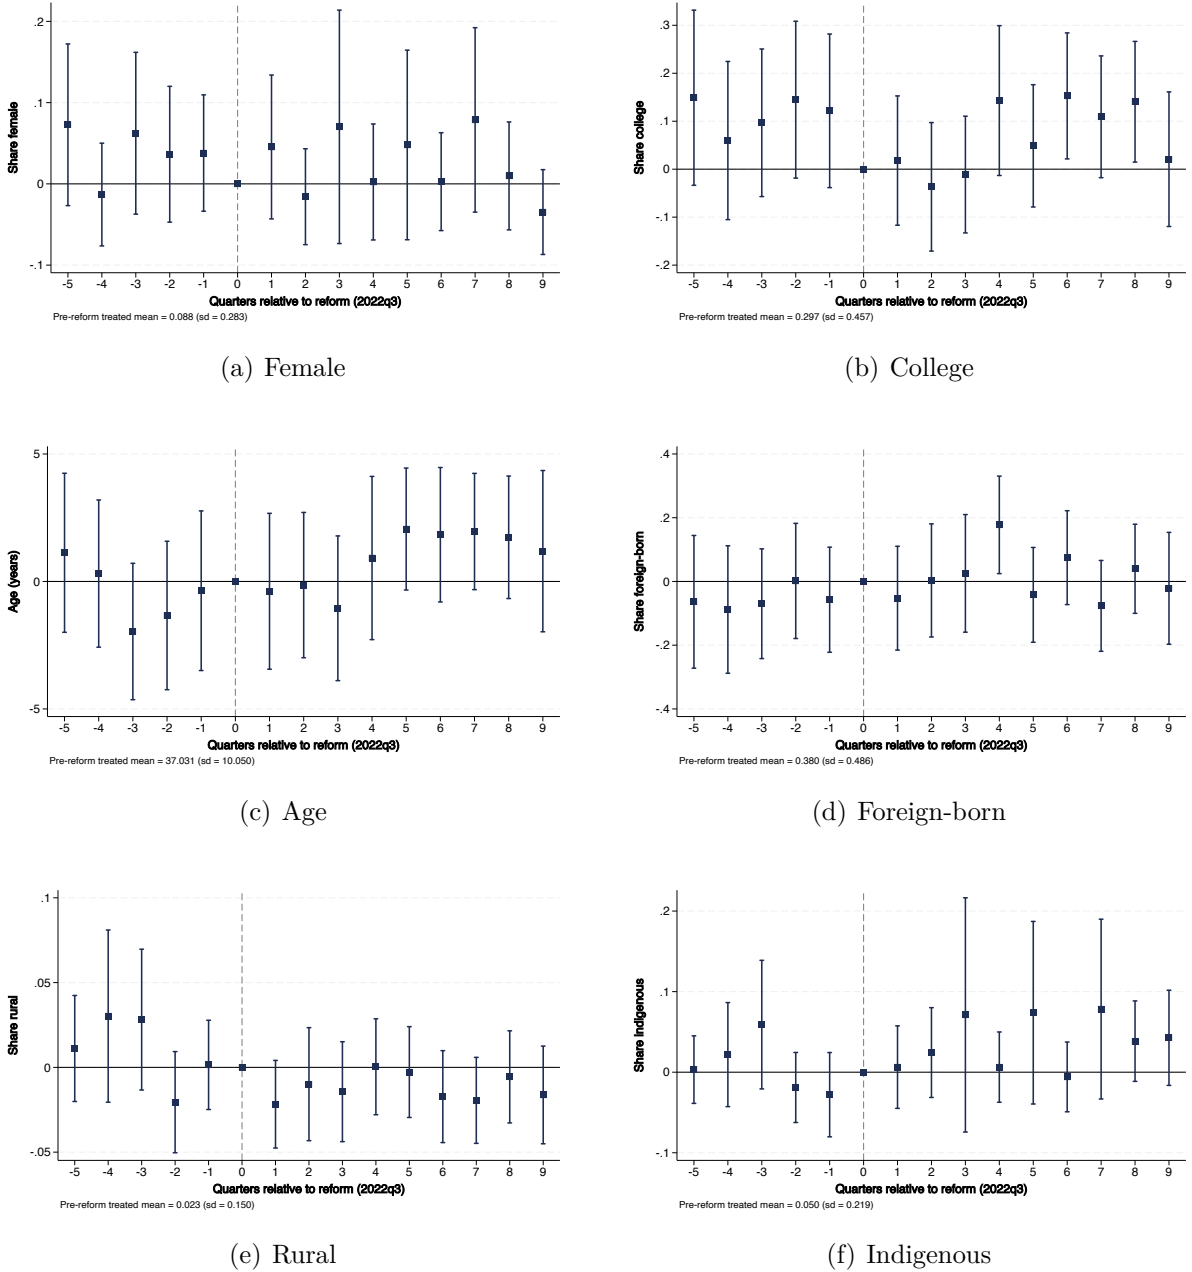 Share female
.2
.1
0
-.1
-5 -4 -3 -2 -1 0 1 2 3 4 5 6 7 8 9
Quarters relative to reform (2022q3)
Pre-reform treated mean = 0.088 (sd = 0.283)
(a) Female
Share college
.3
.2
.1
0
-.1
-.2
-5 -4 -3 -2 -1 0 1 2 3 4 5 6 7 8 9
Quarters relative to reform (2022q3)
Pre-reform treated mean = 0.297 (sd = 0.457)
(b) College
Age (years)
5
0
-5
-5 -4 -3 -2 -1 0 1 2 3 4 5 6 7 8 9
Quarters relative to reform (2022q3)
Pre-reform treated mean = 37.031 (sd = 10.050)
(c) Age
Share foreign-born
.4
.2
0
-.2
-.4
-5 -4 -3 -2 -1 0 1 2 3 4 5 6 7 8 9
Quarters relative to reform (2022q3)
Pre-reform treated mean = 0.380 (sd = 0.486)
(d) Foreign-born
Share rural
.1
.05
0
-.05
-5 -4 -3 -2 -1 0 1 2 3 4 5 6 7 8 9
Quarters relative to reform (2022q3)
Pre-reform treated mean = 0.023 (sd = 0.150)
(e) Rural
Share indigenous
.2
.1
0
-.1
-5 -4 -3 -2 -1 0 1 2 3 4 5 6 7 8 9
Quarters relative to reform (2022q3)
Pre-reform treated mean = 0.050 (sd = 0.219)
(f) Indigenous